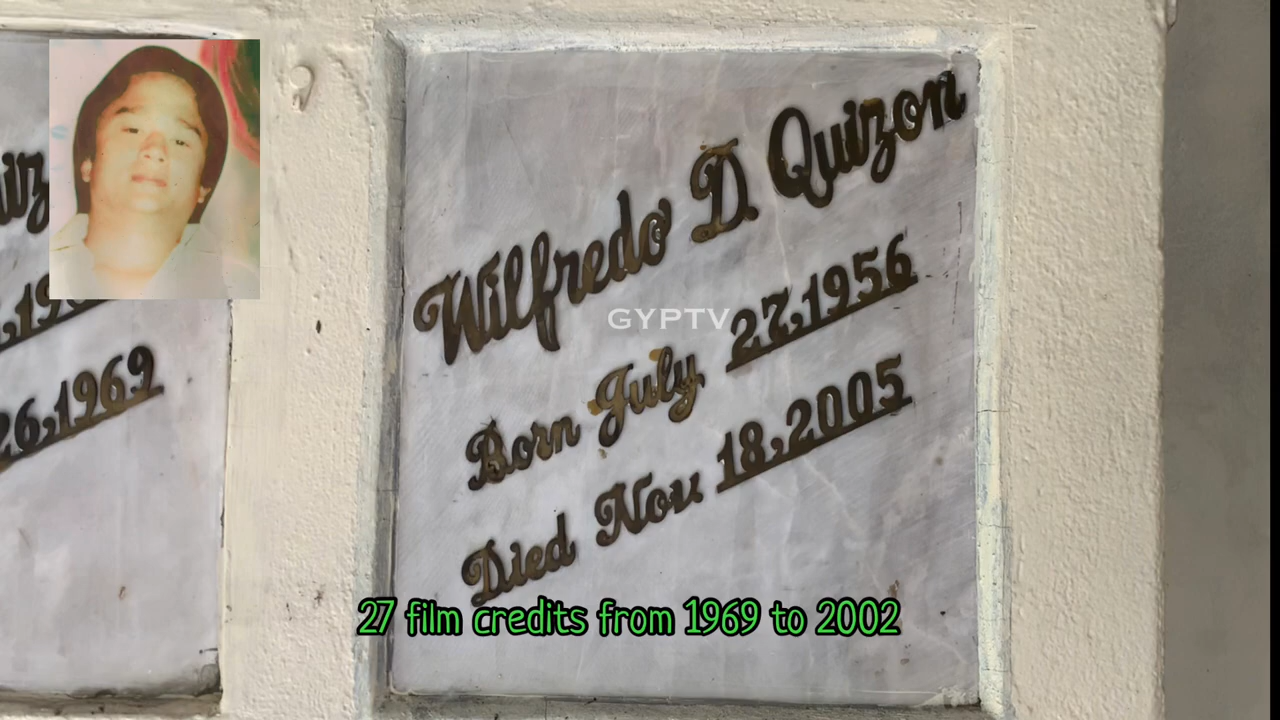 Wilfredo D. Quizon
Born July 27,1956
Died Nov. 18,2005
GYPTV
26,1969
27 film credits from 1969 to 2002